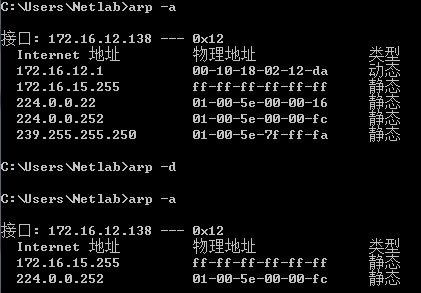 C:\Users\Netlab>arp -a
接口: 172.16.12.138 --- 0x12
Internet 地址 物理地址 类型
172.16.12.1 00-10-18-02-12-da 动态
172.16.15.255 ff-ff-ff-ff-ff-ff 静态
224.0.0.22 01-00-5e-00-00-16 静态
224.0.0.252 01-00-5e-00-00-fc 静态
239.255.255.250 01-00-5e-7f-ff-fa 静态
C:\Users\Netlab>arp -d
C:\Users\Netlab>arp -a
接口: 172.16.12.138 --- 0x12
Internet 地址 物理地址 类型
172.16.15.255 ff-ff-ff-ff-ff-ff 静态
224.0.0.252 01-00-5e-00-00-fc 静态